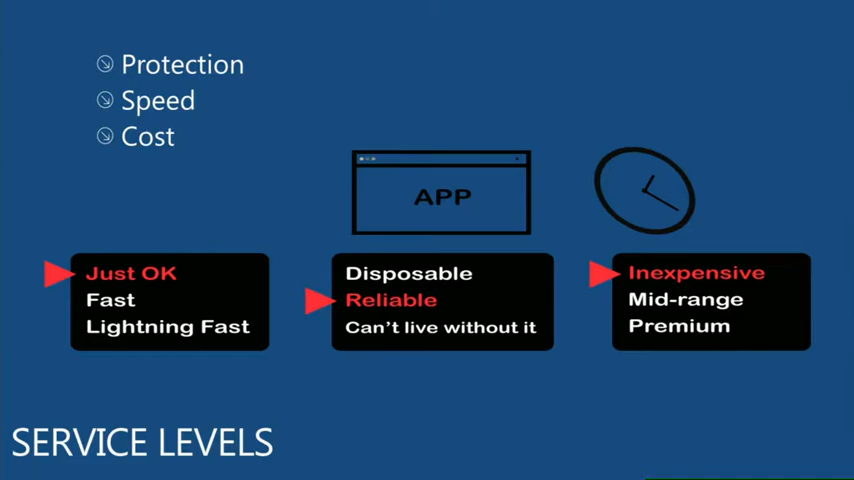 Protection
Speed
Cost
APP
Just OK
Fast
Lightning Fast
Disposable
Reliable
Can't live without it
Inexpensive
Mid-range
Premium
SERVICE LEVELS